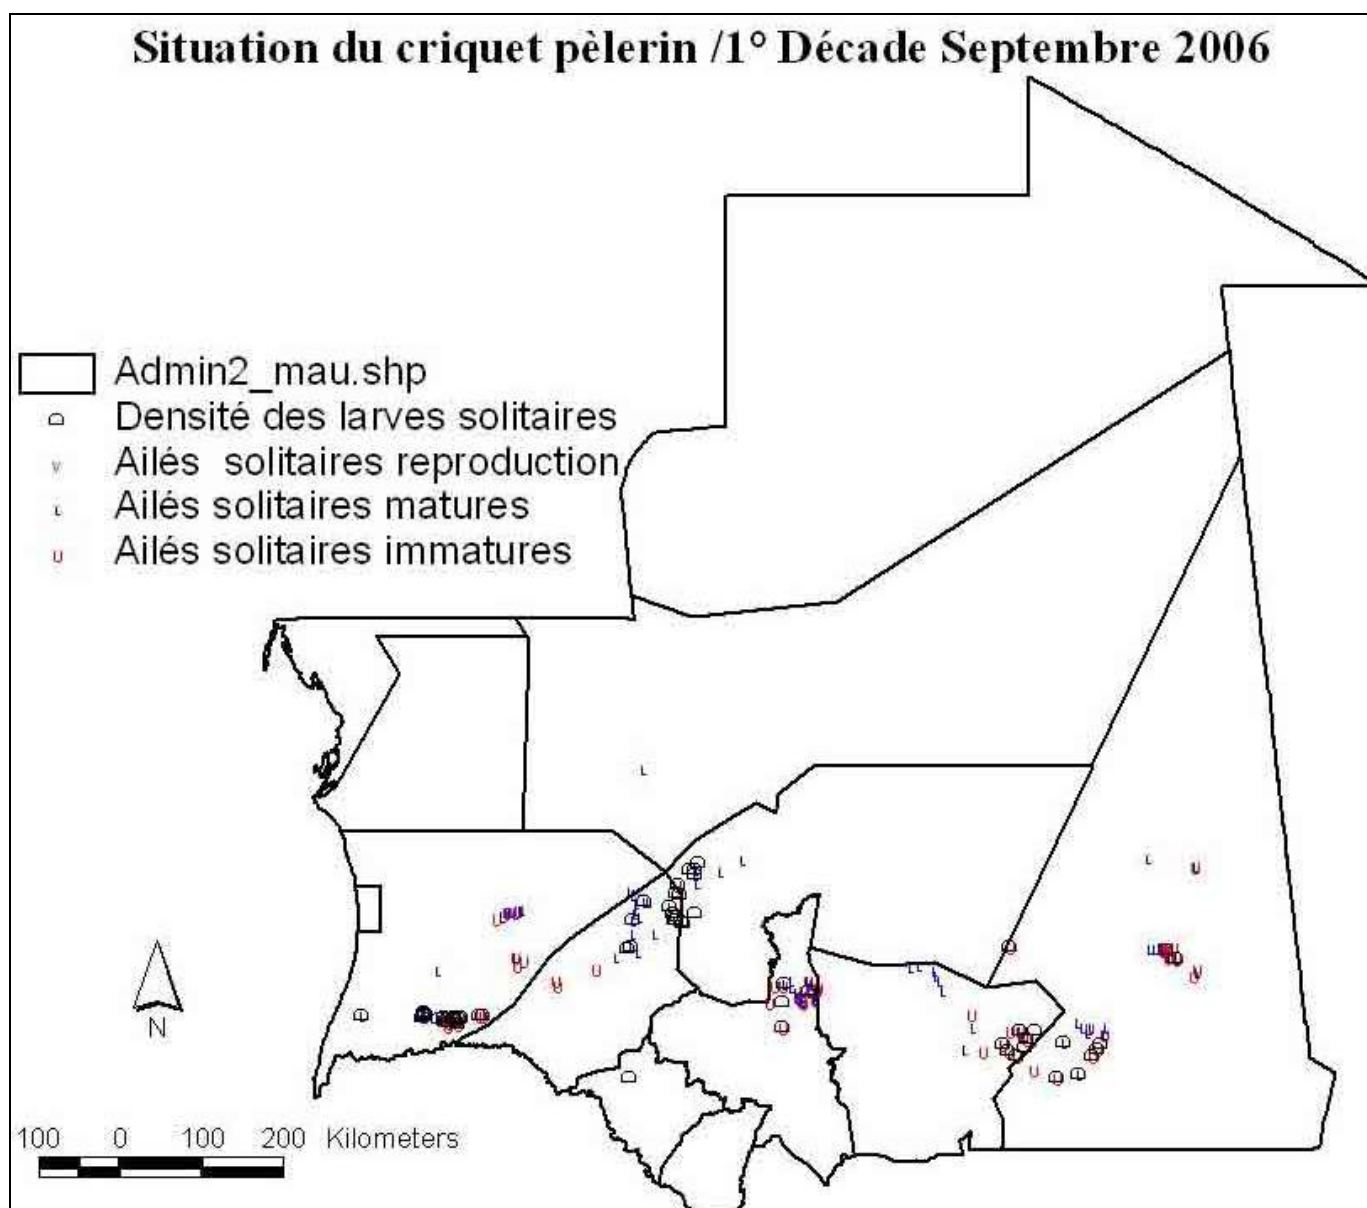 Situation du criquet pèlerin /1° Décade Septembre 2006
Admin2_mau.shp
Densité des larves solitaires
Ailés solitaires reproduction
Ailés solitaires matures
Ailés solitaires immatures
N
100 0 100 200 Kilometers